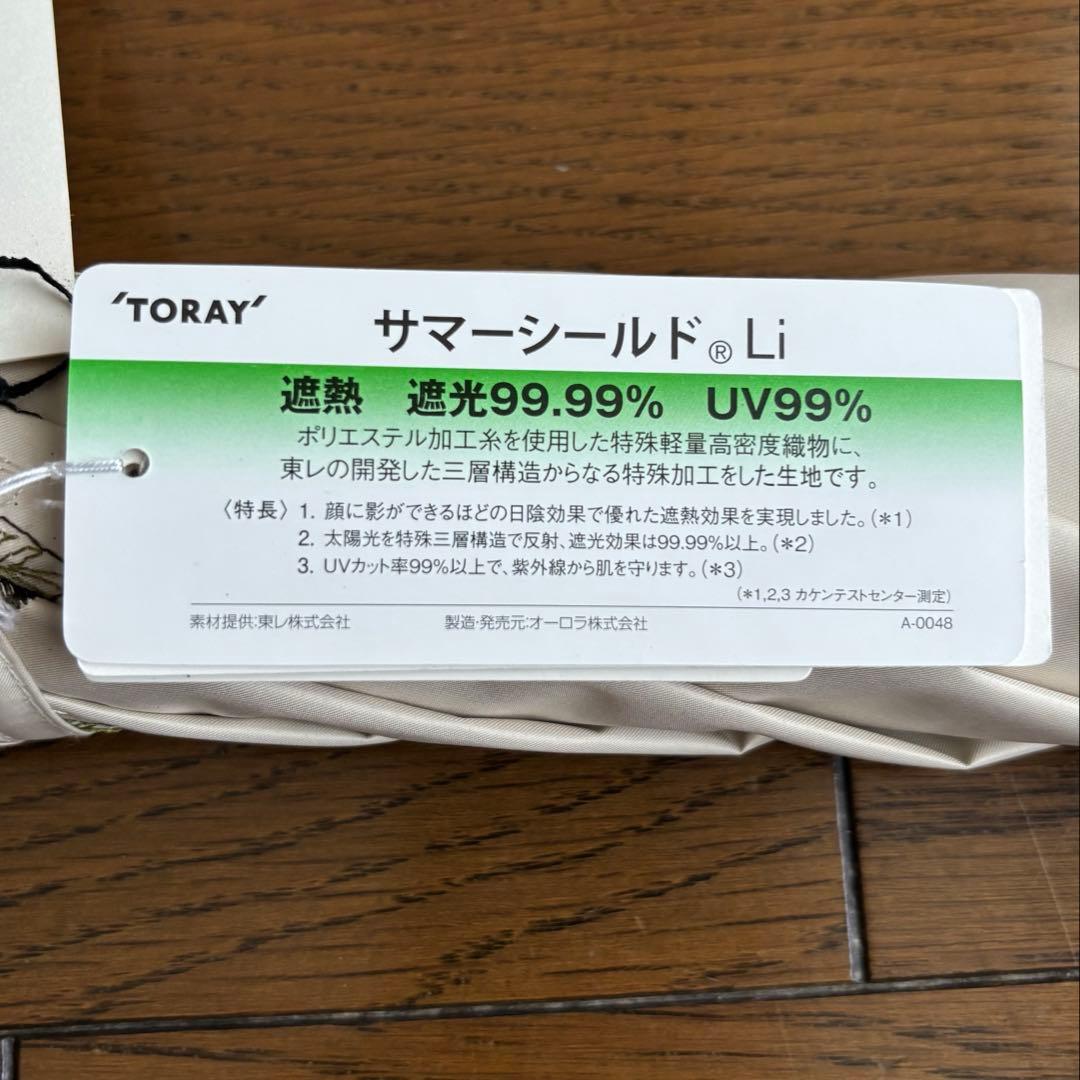 'TORAY'
サマーシールド®Li
遮熱 遮光99.99% UV99%
ポリエステル加工糸を使用した特殊軽量高密度織物に、
東レの開発した三層構造からなる特殊加工をした生地です。
〈特長〉 1. 顔に影ができるほどの日陰効果で優れた遮熱効果を実現しました。(*1)
2. 太陽光を特殊三層構造で反射、遮光効果は99.99%以上。(*2)
3. UVカット率99%以上で、紫外線から肌を守ります。(*3)
(*1,2,3 カケンテストセンター測定)
素材提供:東レ株式会社 製造・発売元:オーロラ株式会社 A-0048